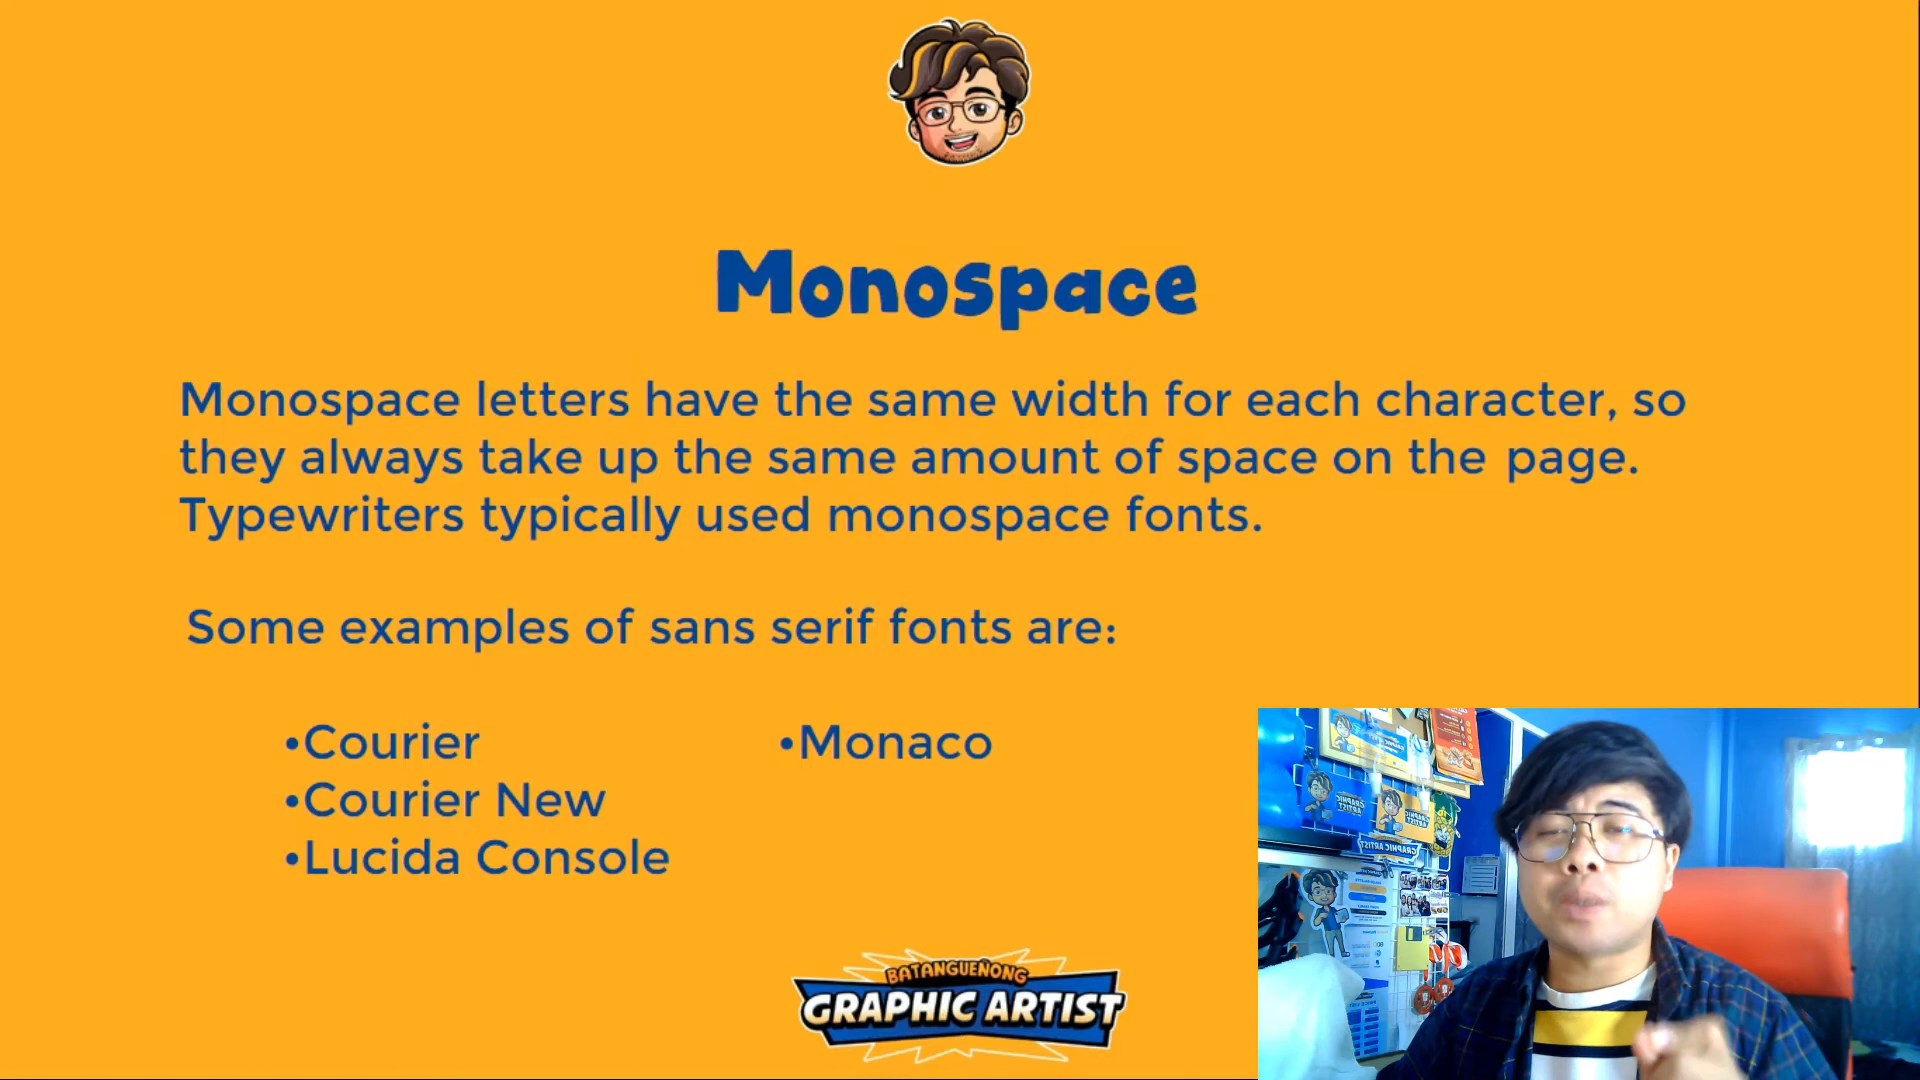 Monospace
Monospace letters have the same width for each character, so
they always take up the same amount of space on the page.
Typewriters typically used monospace fonts.
Some examples of sans serif fonts are:
•Courier
•Courier New
•Lucida Console
•Monaco
BATANGUEÑONG
GRAPHIC ARTIST
GRAPHIC ARTIST